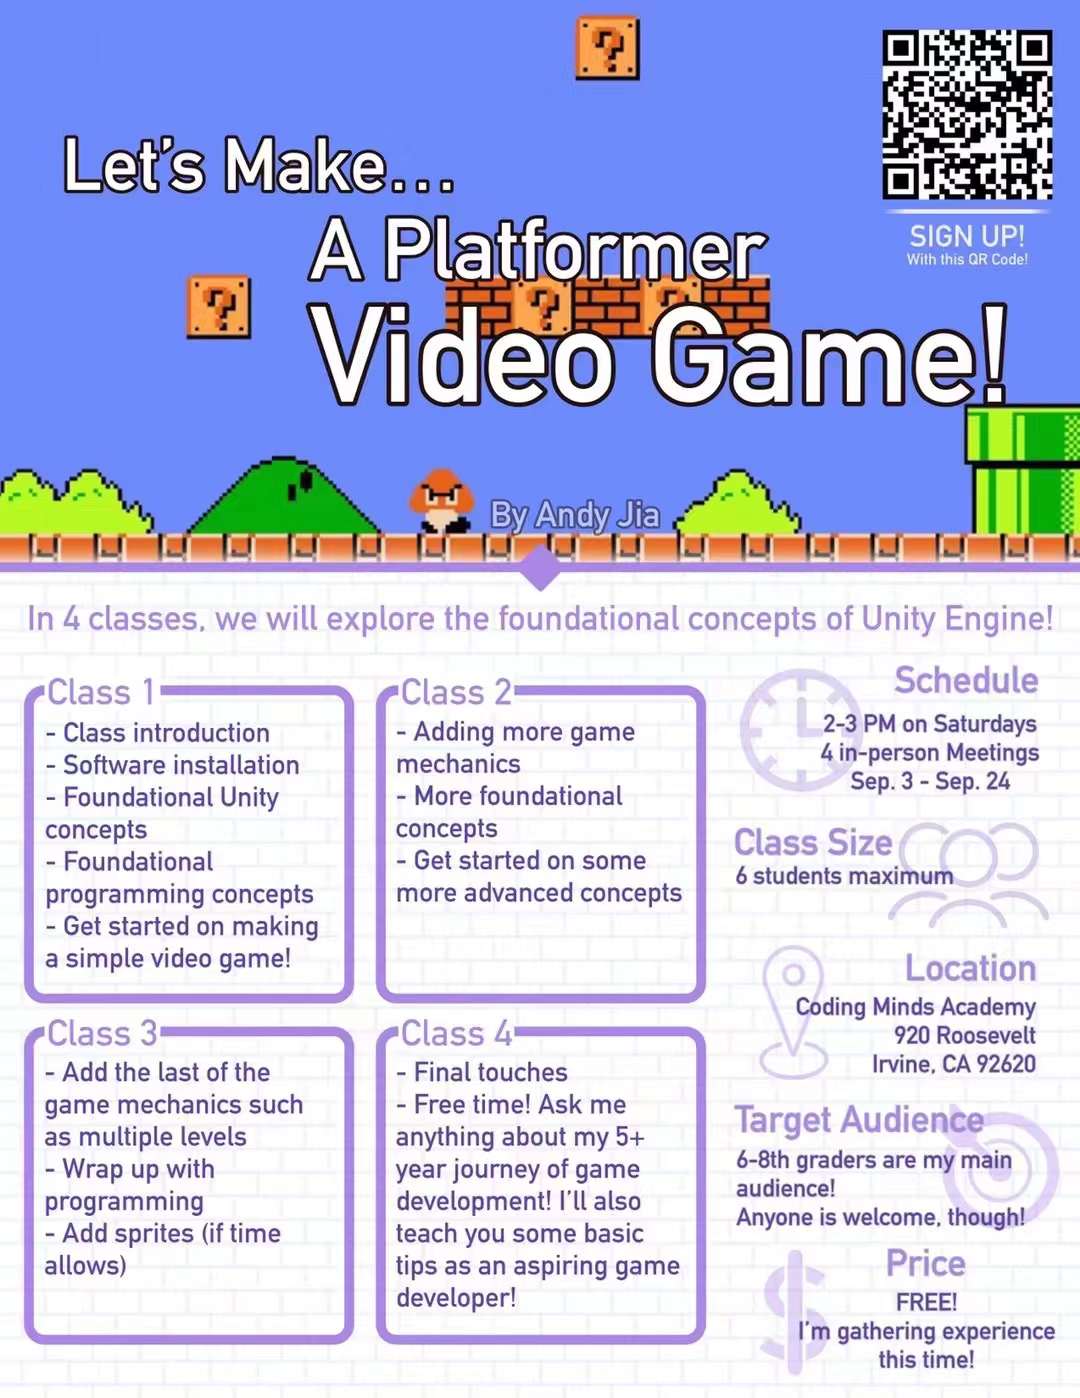 Let's Make...
A Platformer
Video Game!
SIGN UP!
With this QR Code!
By Andy Jia
In 4 classes, we will explore the foundational concepts of Unity Engine!
Class 1
- Class introduction
- Software installation
- Foundational Unity
concepts
- Foundational
programming concepts
- Get started on making
a simple video game!
Class 2
- Adding more game
mechanics
- More foundational
concepts
- Get started on some
more advanced concepts
Class 3
- Add the last of the
game mechanics such
as multiple levels
- Wrap up with
programming
- Add sprites (if time
allows)
Class 4
- Final touches
- Free time! Ask me
anything about my 5+
year journey of game
development! I'll also
teach you some basic
tips as an aspiring game
developer!
Schedule
2-3 PM on Saturdays
4 in-person Meetings
Sep. 3 - Sep. 24
Class Size
6 students maximum
Location
Coding Minds Academy
920 Roosevelt
Irvine, CA 92620
Target Audience
6-8th graders are my main
audience!
Anyone is welcome, though!
Price
FREE!
I'm gathering experience
this time!